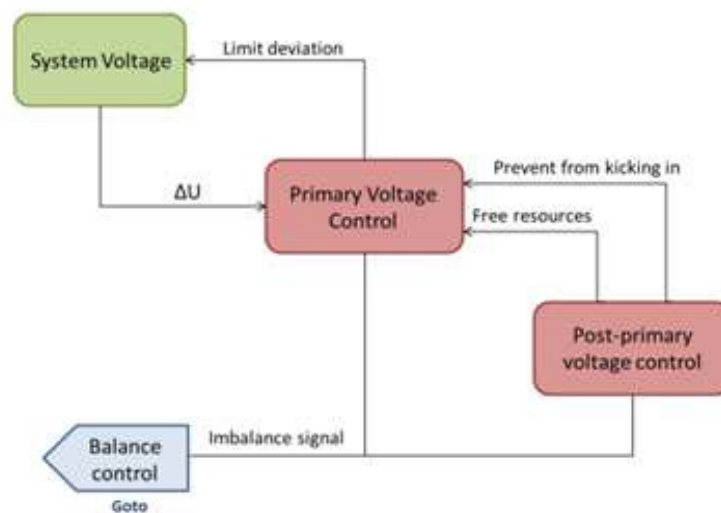 Limit deviation
System Voltage
Prevent from kicking in
ΔU
Primary Voltage
Control
Free resources
Post-primary
voltage control
Imbalance signal
Balance
control
Goto